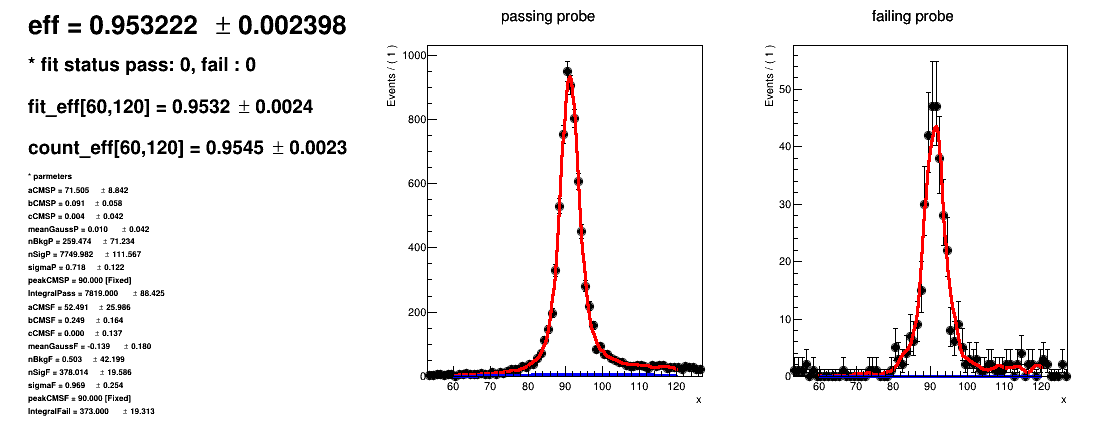 eff = 0.953222 ± 0.002398
* fit status pass: 0, fail : 0
fit_eff[60,120] = 0.9532 ± 0.0024
count_eff[60,120] = 0.9545 ± 0.0023
* parmeters
aCMSP = 71.505 ± 8.842
bCMSP = 0.091 ± 0.058
cCMSP = 0.004 ± 0.042
meanGaussP = 0.010 ± 0.042
nBkgP = 259.474 ± 71.234
nSigP = 7749.982 ± 111.567
sigmaP = 0.718 ± 0.122
peakCMSP = 90.000 [Fixed]
IntegralPass = 7819.000 ± 88.425
aCMSF = 52.491 ± 25.986
bCMSF = 0.249 ± 0.164
cCMSF = 0.000 ± 0.137
meanGaussF = -0.139 ± 0.180
nBkgF = 0.503 ± 42.199
nSigF = 378.014 ± 19.586
sigmaF = 0.969 ± 0.254
peakCMSF = 90.000 [Fixed]
IntegralFail = 373.000 ± 19.313
passing probe
Events / ( 1 )
1000
800
600
400
200
0
60 70 80 90 100 110 120
x
failing probe
Events / ( 1 )
50
40
30
20
10
0
60 70 80 90 100 110 120
x